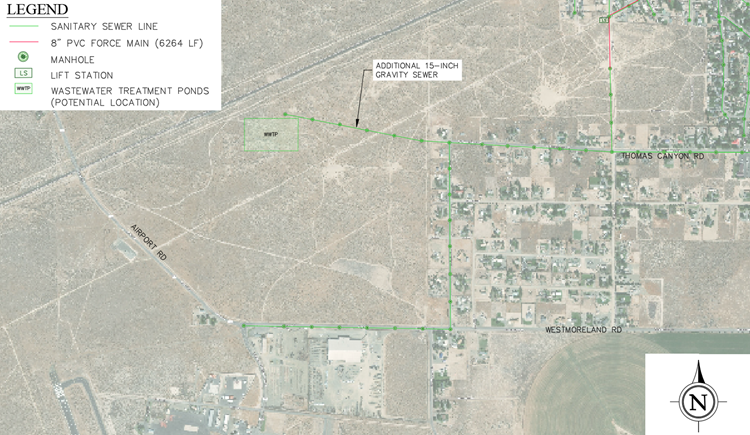 LEGEND
SANITARY SEWER LINE
8" PVC FORCE MAIN (6264 LF)
MANHOLE
LS LIFT STATION
WWTP WASTEWATER TREATMENT PONDS
(POTENTIAL LOCATION)
ADDITIONAL 15-INCH
GRAVITY SEWER
WWTP
THOMAS CANYON RD
AIRPORT RD
WESTMORELAND RD
N